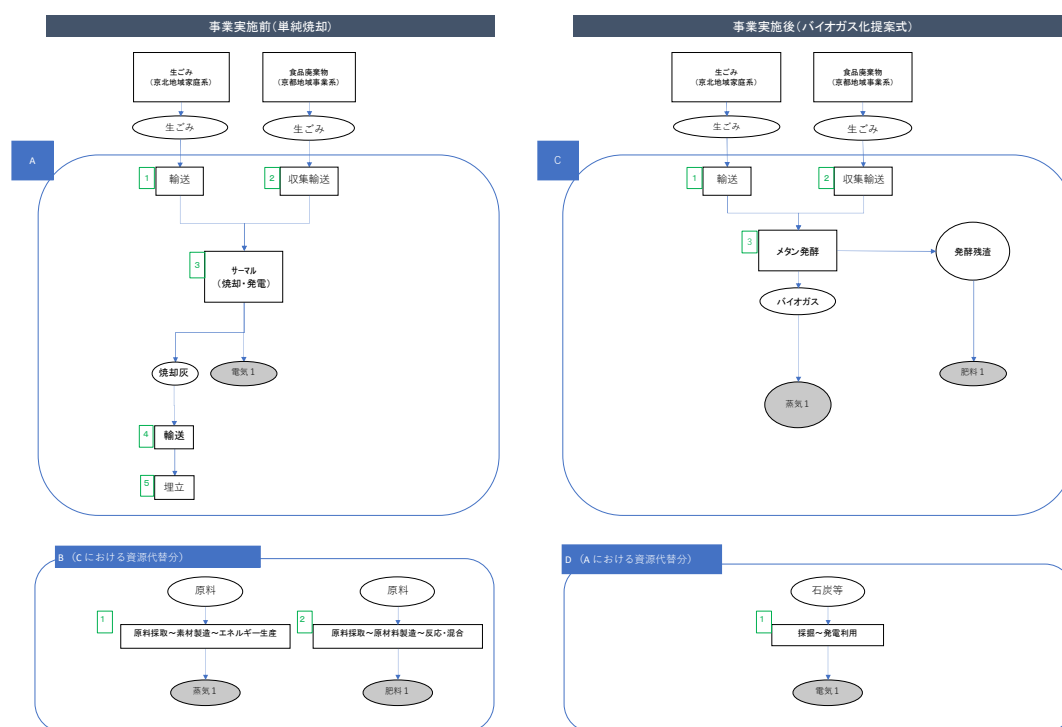 事業実施前(単純焼却)
生ごみ
(京北地域家庭系)
食品廃棄物
(京都地域事業系)
生ごみ
生ごみ
A
1
輸送
2
収集輸送
3
サーマル
(焼却・発電)
焼却灰
電気1
4
輸送
5
埋立
B (Cにおける資源代替分)
原料
原料
1
原料採取～素材製造～エネルギー生産
2
原料採取～原材料製造～反応・混合
蒸気1
肥料1
事業実施後(バイオガス化提案式)
生ごみ
(京北地域家庭系)
食品廃棄物
(京都地域事業系)
生ごみ
生ごみ
C
1
輸送
2
収集輸送
3
メタン発酵
発酵残渣
バイオガス
蒸気1
肥料1
D (Aにおける資源代替分)
石炭等
1
採掘～発電利用
電気1